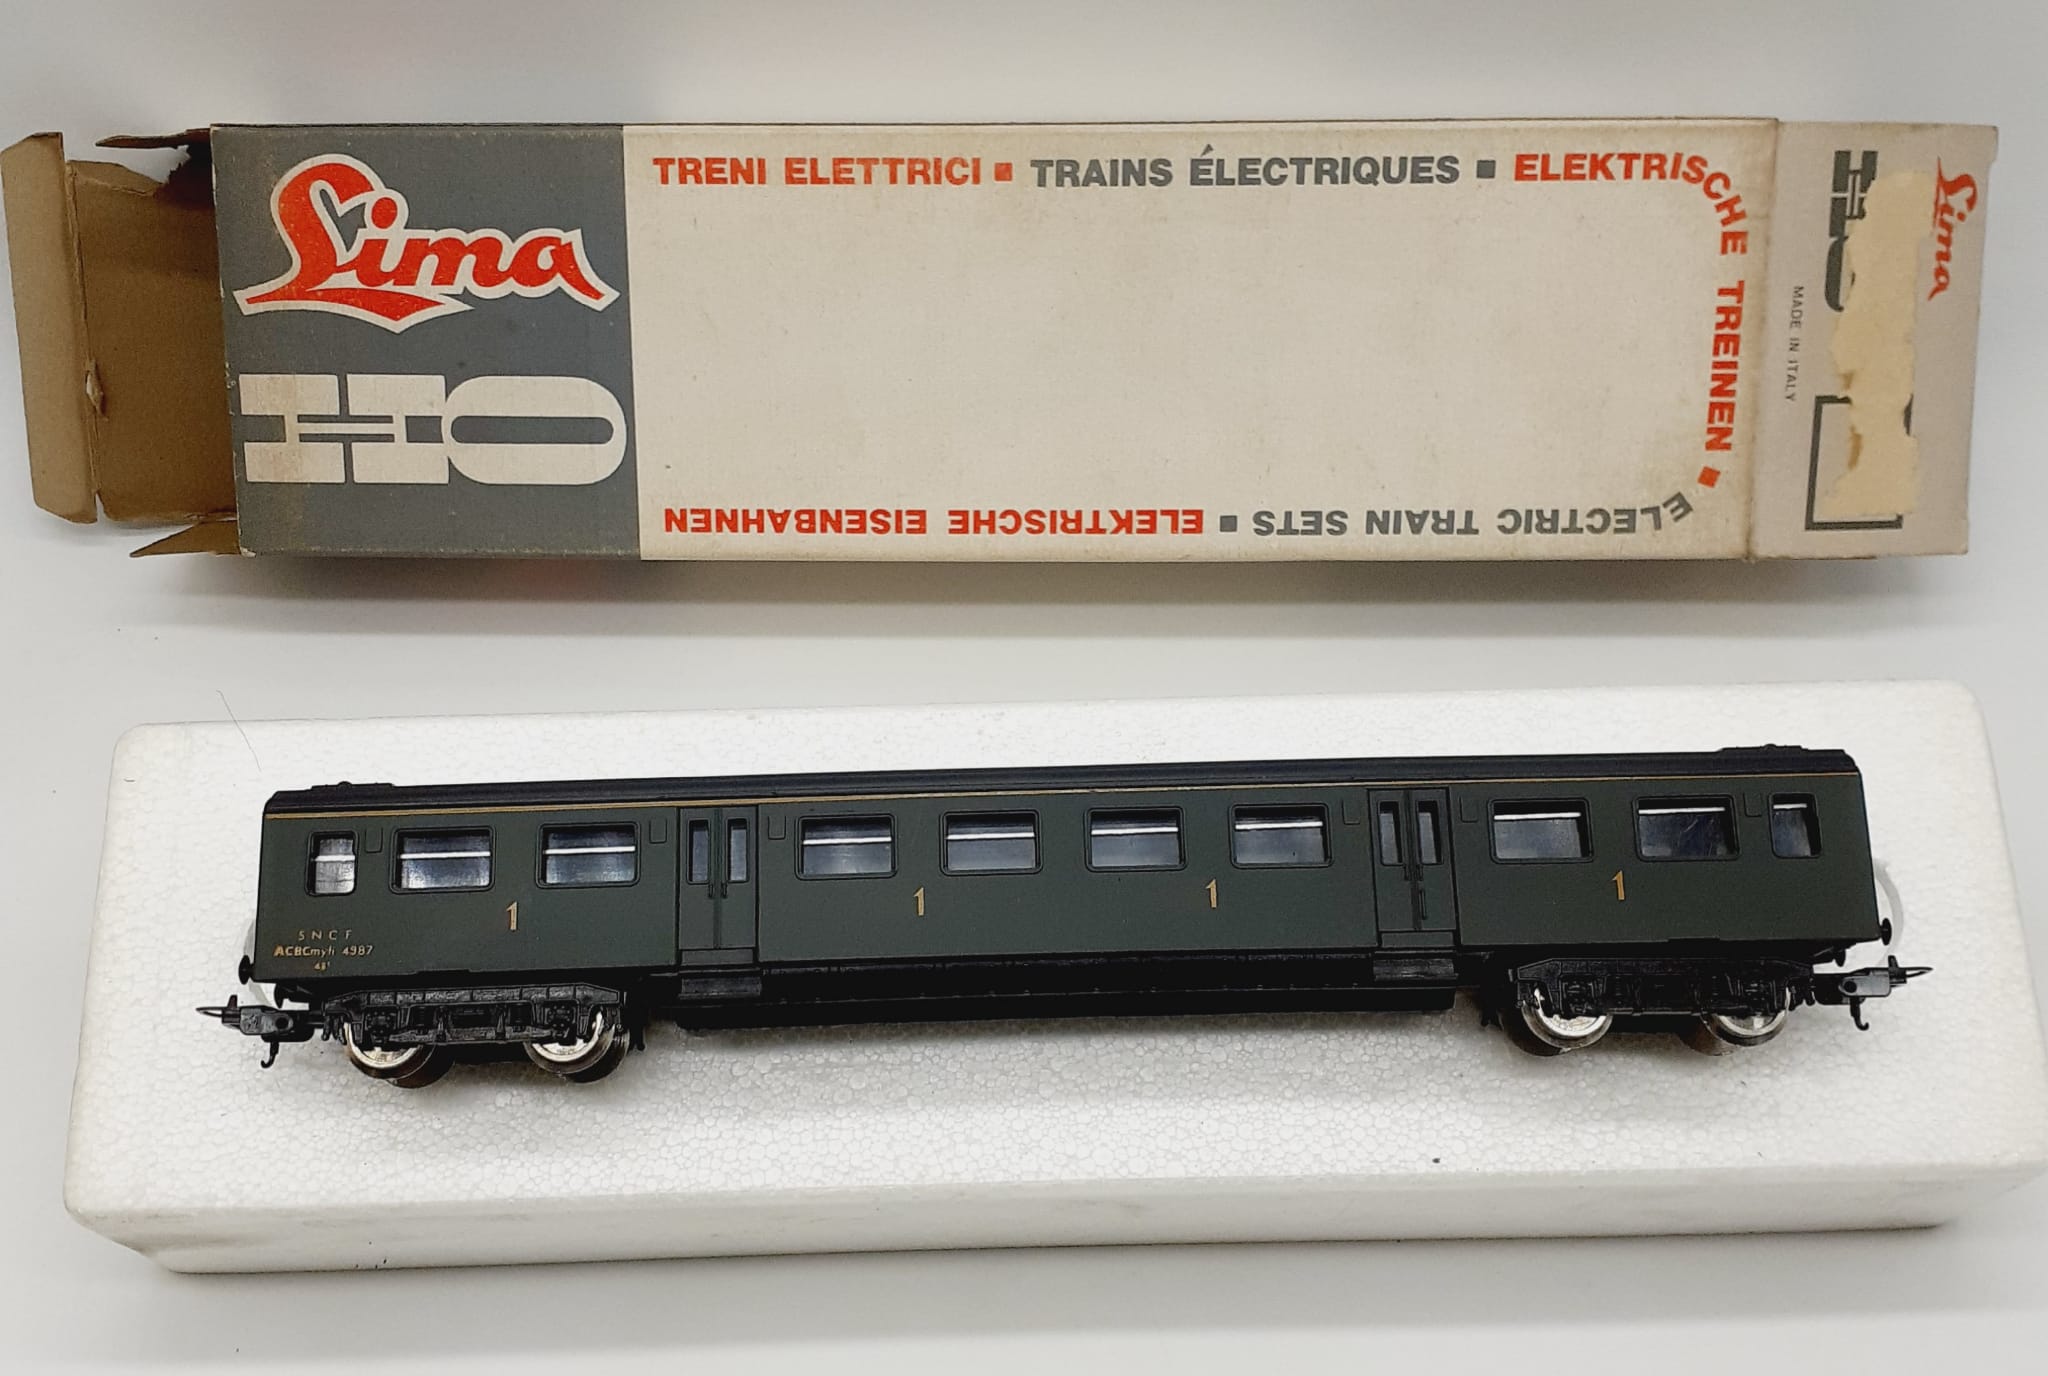 Lima
HO
TRENI ELETTRICI ▪ TRAINS ÉLECTRIQUES ▪ ELEKTRISCHE TREINEN ▪
ELECTRIC TRAIN SETS ▪ ELEKTRISCHE EISENBAHNEN
Lima
HO
MADE IN ITALY
1
1
1
1
SNCF
4987